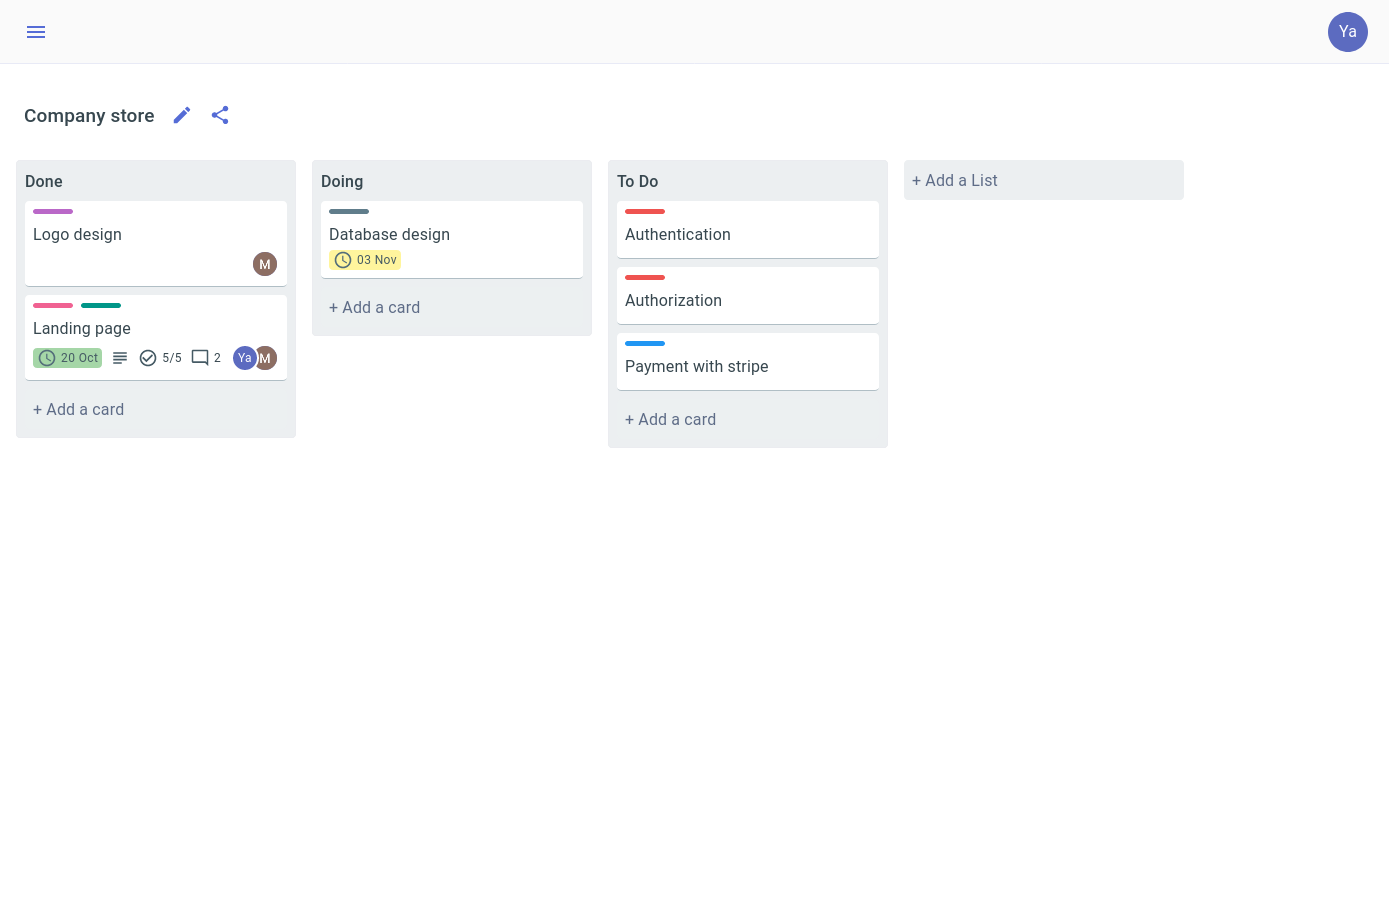 Ya
Company store
Done
Logo design
M
Landing page
20 Oct 5/5 2 Ya M
+ Add a card
Doing
Database design
03 Nov
+ Add a card
To Do
Authentication
Authorization
Payment with stripe
+ Add a card
+ Add a List